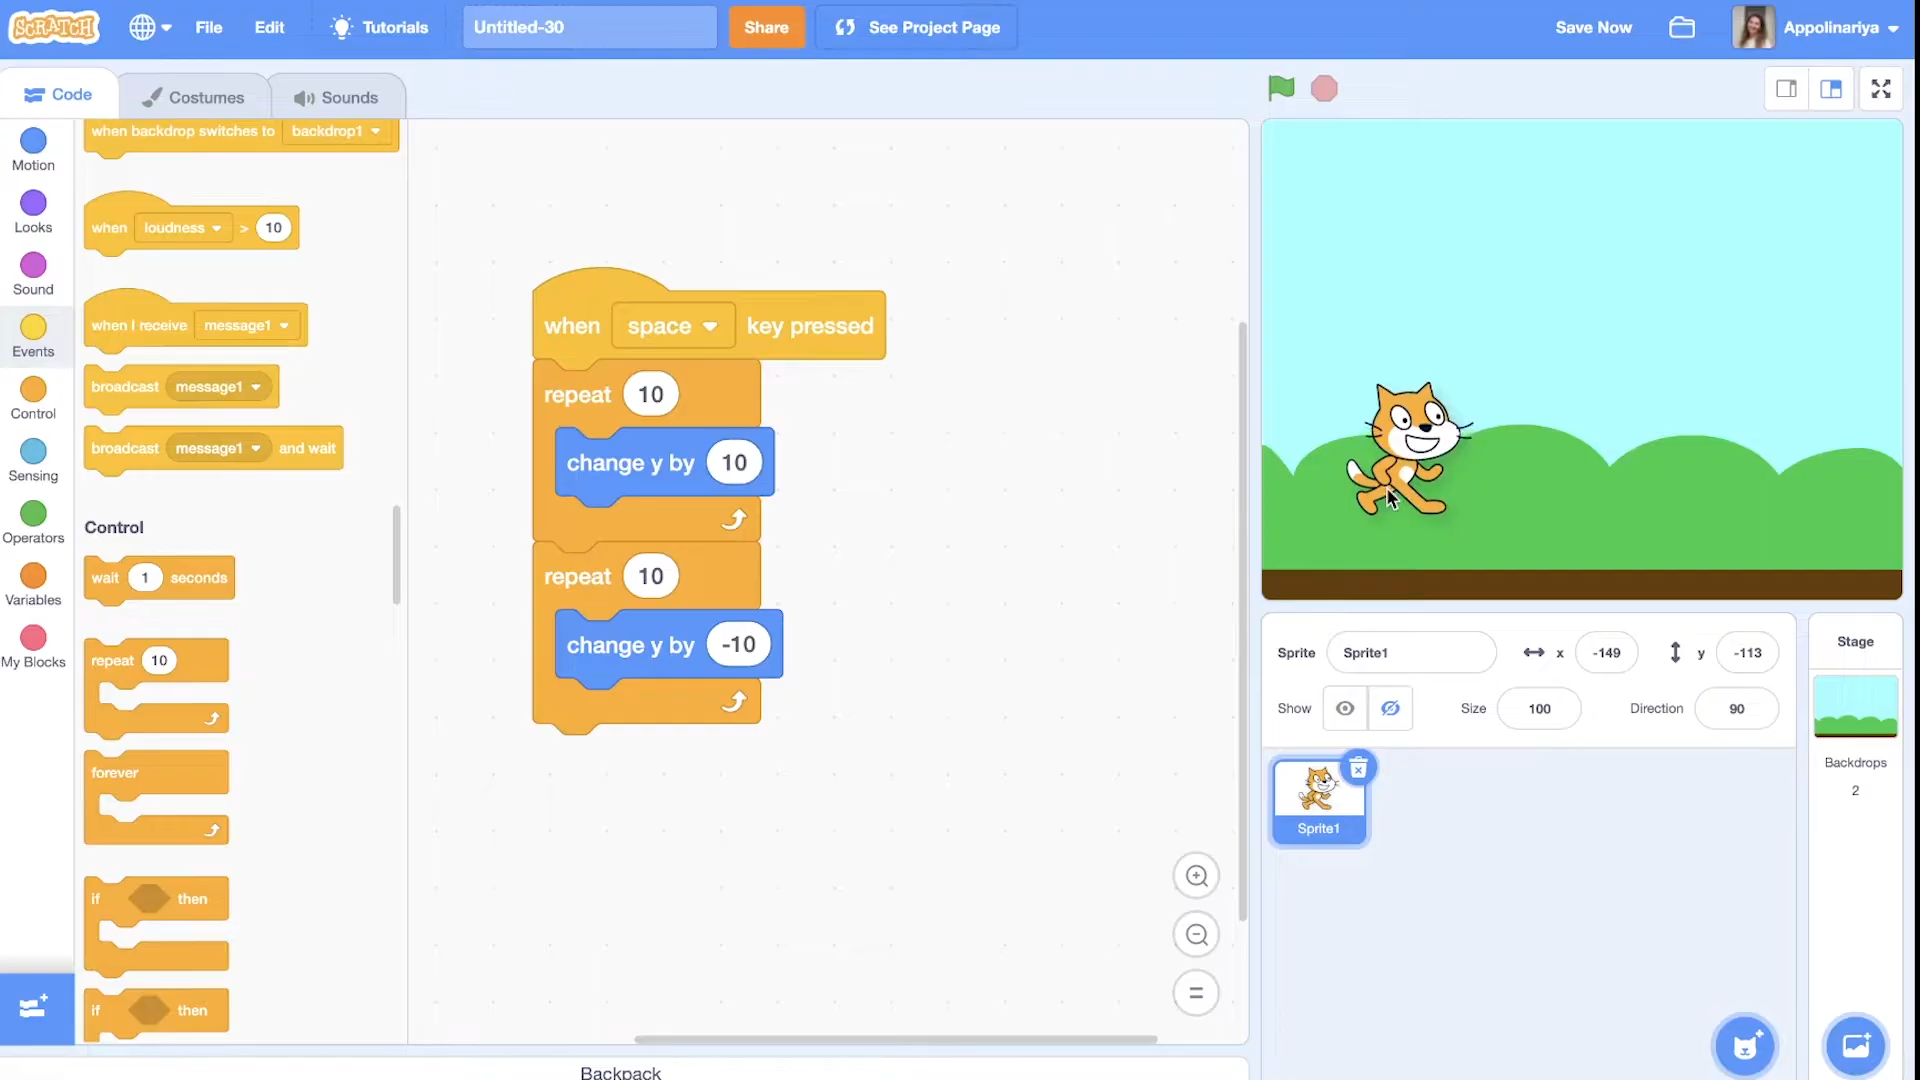 SCRATCH File Edit Tutorials Untitled-30 Share See Project Page Save Now Appolinariya
Code Costumes Sounds
Motion
Looks
Sound
Events
Control
Sensing
Operators
Variables
My Blocks
when backdrop switches to backdrop1
when loudness > 10
when I receive message1
broadcast message1
broadcast message1 and wait
Control
wait 1 seconds
repeat 10
forever
if then
if then
when space key pressed
repeat 10
change y by 10
repeat 10
change y by -10
=
Backpack
Sprite Sprite1 x -149 y -113
Show Size 100 Direction 90
Sprite1
Stage
Backdrops
2